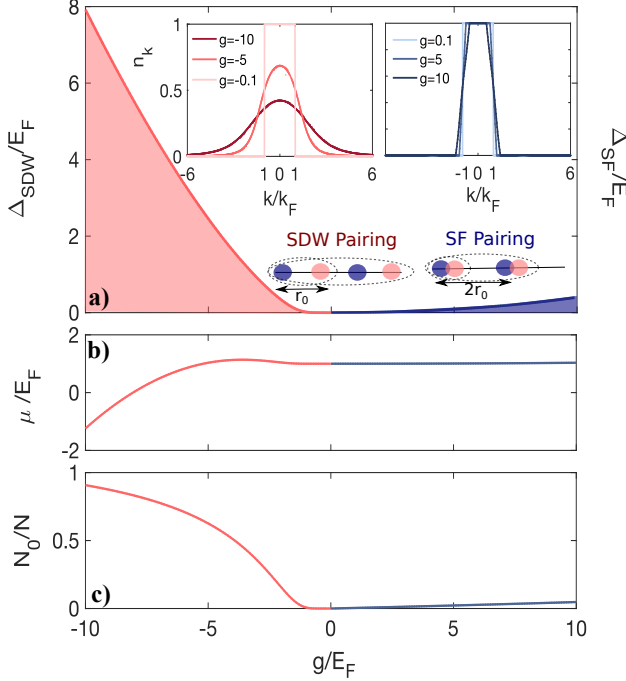 8
6
4
2
0
Δ_SDW/E_F
Δ_SF/E_F
1
0.5
0
n_k
g=-10
g=-5
g=-0.1
-6
1 0 1
6
k/k_F
g=0.1
g=5
g=10
-1 0 1
6
k/k_F
SDW Pairing
SF Pairing
r_0
2r_0
a)
b)
2
0
-2
μ/E_F
c)
1
0.5
0
N_0/N
-10
-5
0
5
10
g/E_F